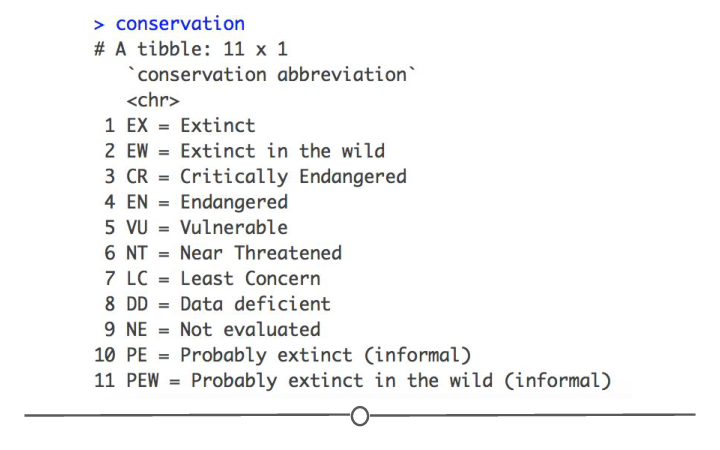 > conservation
# A tibble: 11 x 1
`conservation abbreviation`
<chr>
1 EX = Extinct
2 EW = Extinct in the wild
3 CR = Critically Endangered
4 EN = Endangered
5 VU = Vulnerable
6 NT = Near Threatened
7 LC = Least Concern
8 DD = Data deficient
9 NE = Not evaluated
10 PE = Probably extinct (informal)
11 PEW = Probably extinct in the wild (informal)